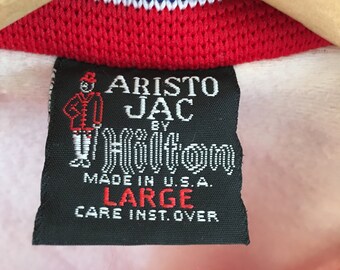 ARISTO
JAC
BY
Hilton
MADE IN U.S.A.
LARGE
CARE INST. OVER